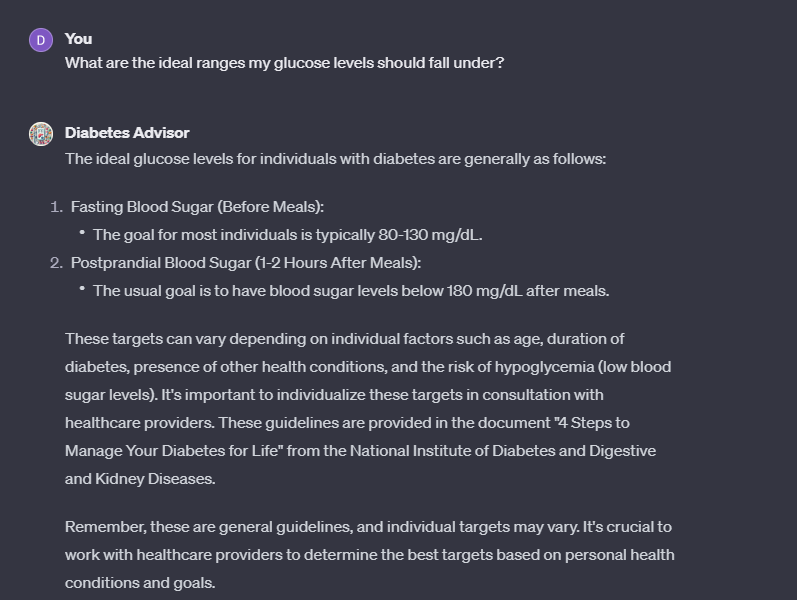 D You
What are the ideal ranges my glucose levels should fall under?
Diabetes Advisor
The ideal glucose levels for individuals with diabetes are generally as follows:
1. Fasting Blood Sugar (Before Meals):
• The goal for most individuals is typically 80-130 mg/dL.
2. Postprandial Blood Sugar (1-2 Hours After Meals):
• The usual goal is to have blood sugar levels below 180 mg/dL after meals.
These targets can vary depending on individual factors such as age, duration of
diabetes, presence of other health conditions, and the risk of hypoglycemia (low blood
sugar levels). It's important to individualize these targets in consultation with
healthcare providers. These guidelines are provided in the document "4 Steps to
Manage Your Diabetes for Life" from the National Institute of Diabetes and Digestive
and Kidney Diseases.
Remember, these are general guidelines, and individual targets may vary. It's crucial to
work with healthcare providers to determine the best targets based on personal health
conditions and goals.